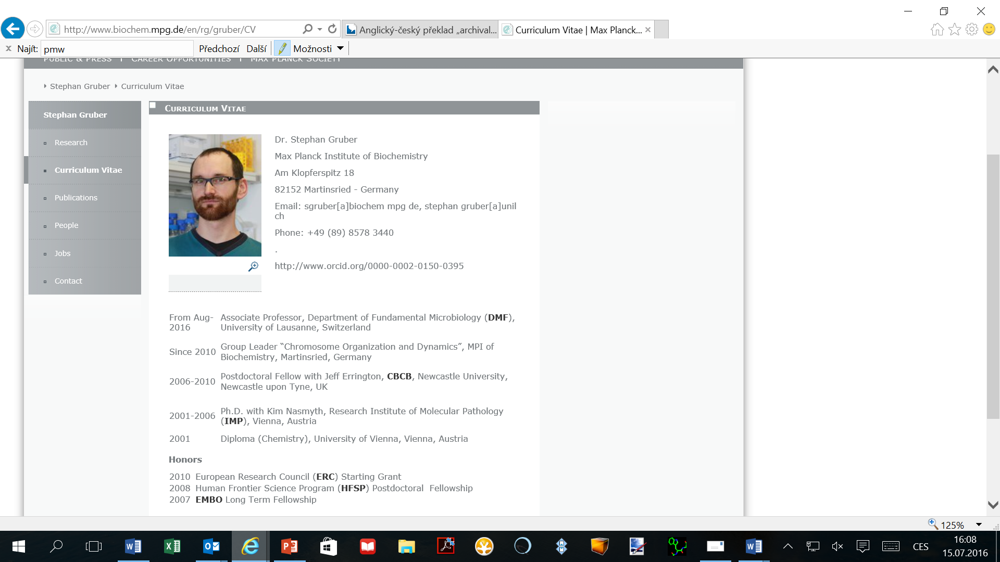 http://www.biochem.mpg.de/en/rg/gruber/CV
Anglický-český překlad „archival...
Curriculum Vitae | Max Planck...
Najít: pmw
Předchozí Další Možnosti
PUBLIC & PRESS | CAREER OPPORTUNITIES | MAX PLANCK SOCIETY
Stephan Gruber Curriculum Vitae
Stephan Gruber
Research
Curriculum Vitae
Publications
People
Jobs
Contact
CURRICULUM VITAE
Dr. Stephan Gruber
Max Planck Institute of Biochemistry
Am Klopferspitz 18
82152 Martinsried - Germany
Email: sgruber[a]biochem mpg de, stephan gruber[a]unil
ch
Phone: +49 (89) 8578 3440
.
http://www.orcid.org/0000-0002-0150-0395
From Aug-
2016
Associate Professor, Department of Fundamental Microbiology (DMF),
University of Lausanne, Switzerland
Since 2010
Group Leader “Chromosome Organization and Dynamics”, MPI of
Biochemistry, Martinsried, Germany
2006-2010
Postdoctoral Fellow with Jeff Errington, CBCB, Newcastle University,
Newcastle upon Tyne, UK
2001-2006
Ph.D. with Kim Nasmyth, Research Institute of Molecular Pathology
(IMP), Vienna, Austria
2001 Diploma (Chemistry), University of Vienna, Vienna, Austria
Honors
2010 European Research Council (ERC) Starting Grant
2008 Human Frontier Science Program (HFSP) Postdoctoral Fellowship
2007 EMBO Long Term Fellowship
125%
CES
16:08
15.07.2016